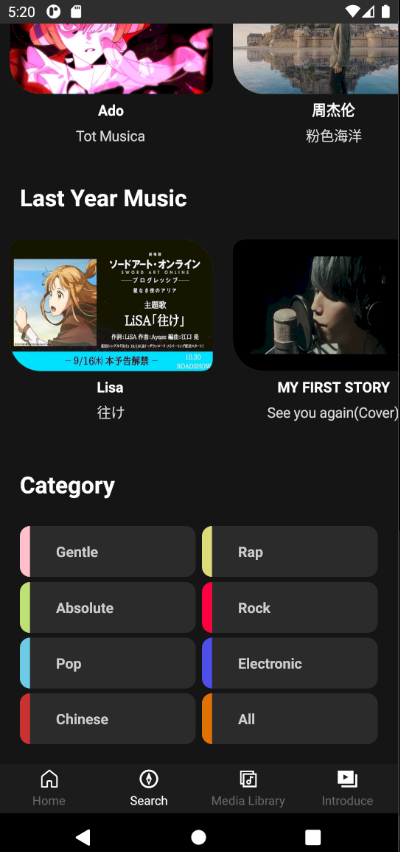 5:20
Ado
Tot Musica
周杰伦
粉色海洋
Last Year Music
劇場版
ソードアート・オンライン
SWORD ART ONLINE
プログレッシブ
星なき夜のアリア
主題歌
LiSA「往け」
作詞:LiSA 作曲:Ayase 編曲:江口 亮
－9/16㈭ 本予告解禁－
10.30
ROADSHOW
Lisa
往け
MY FIRST STORY
See you again(Cover)
Category
Gentle
Rap
Absolute
Rock
Pop
Electronic
Chinese
All
Home
Search
Media Library
Introduce